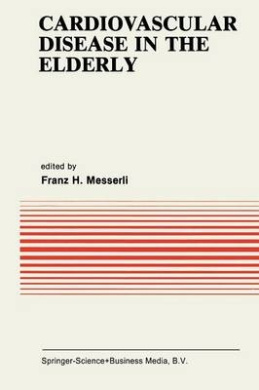 CARDIOVASCULAR
DISEASE IN THE
ELDERLY
edited by
Franz H. Messerli
Springer-Science+Business Media, B.V.